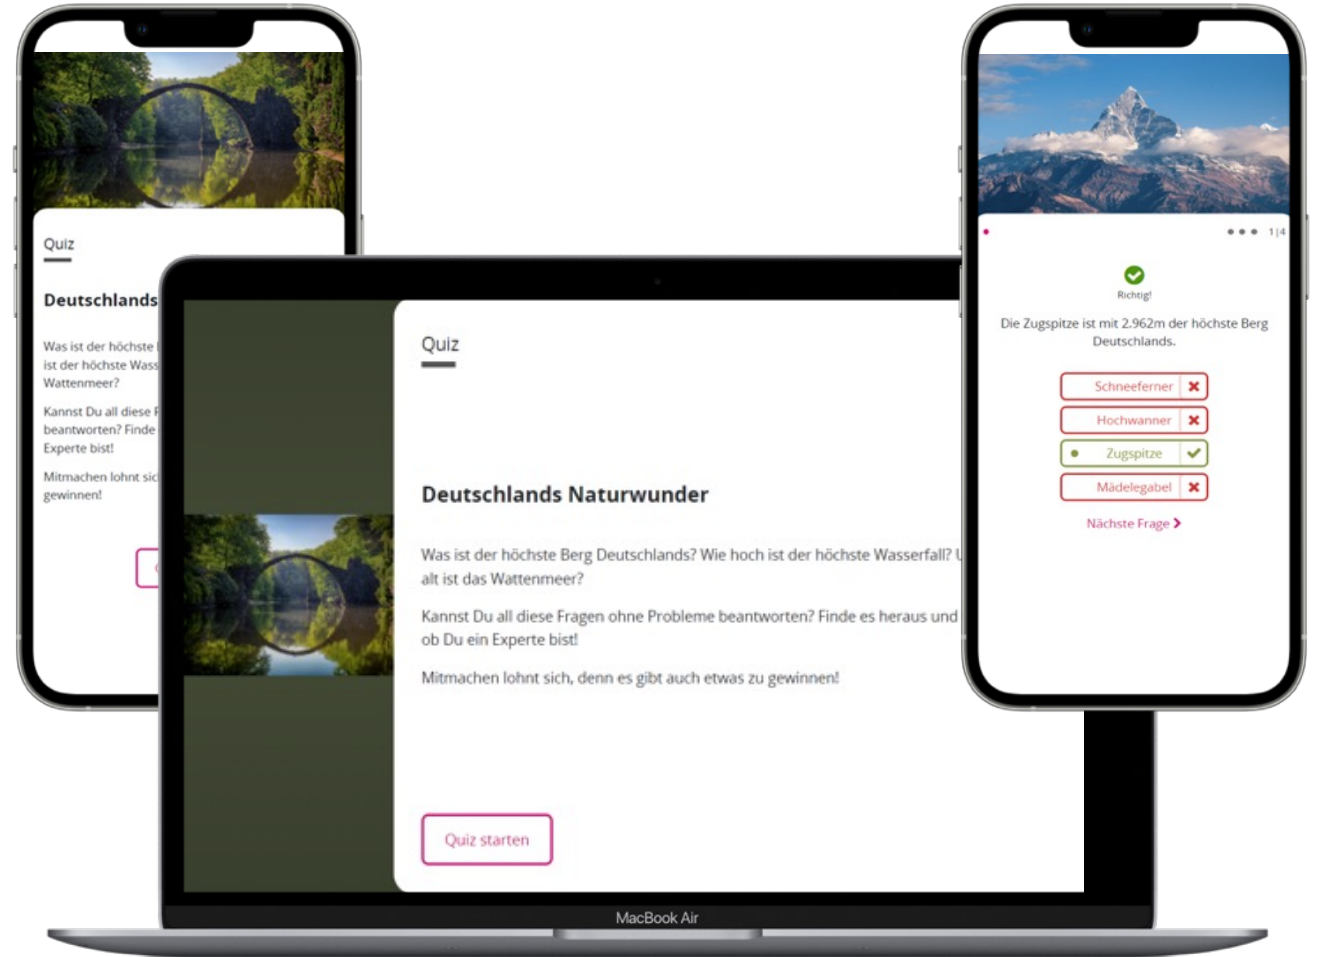 Quiz
Deutschlands
Was ist der höchste
ist der höchste Wass
Wattenmeer?
Kannst Du all diese F
beantworten? Finde
Experte bist!
Mitmachen lohnt sic
gewinnen!
Quiz
Deutschlands Naturwunder
Was ist der höchste Berg Deutschlands? Wie hoch ist der höchste Wasserfall? U
alt ist das Wattenmeer?
Kannst Du all diese Fragen ohne Probleme beantworten? Finde es heraus und
ob Du ein Experte bist!
Mitmachen lohnt sich, denn es gibt auch etwas zu gewinnen!
Quiz starten
MacBook Air
1|4
Richtig!
Die Zugspitze ist mit 2.962m der höchste Berg
Deutschlands.
Schneeferner
Hochwanner
Zugspitze
Mädelegabel
Nächste Frage